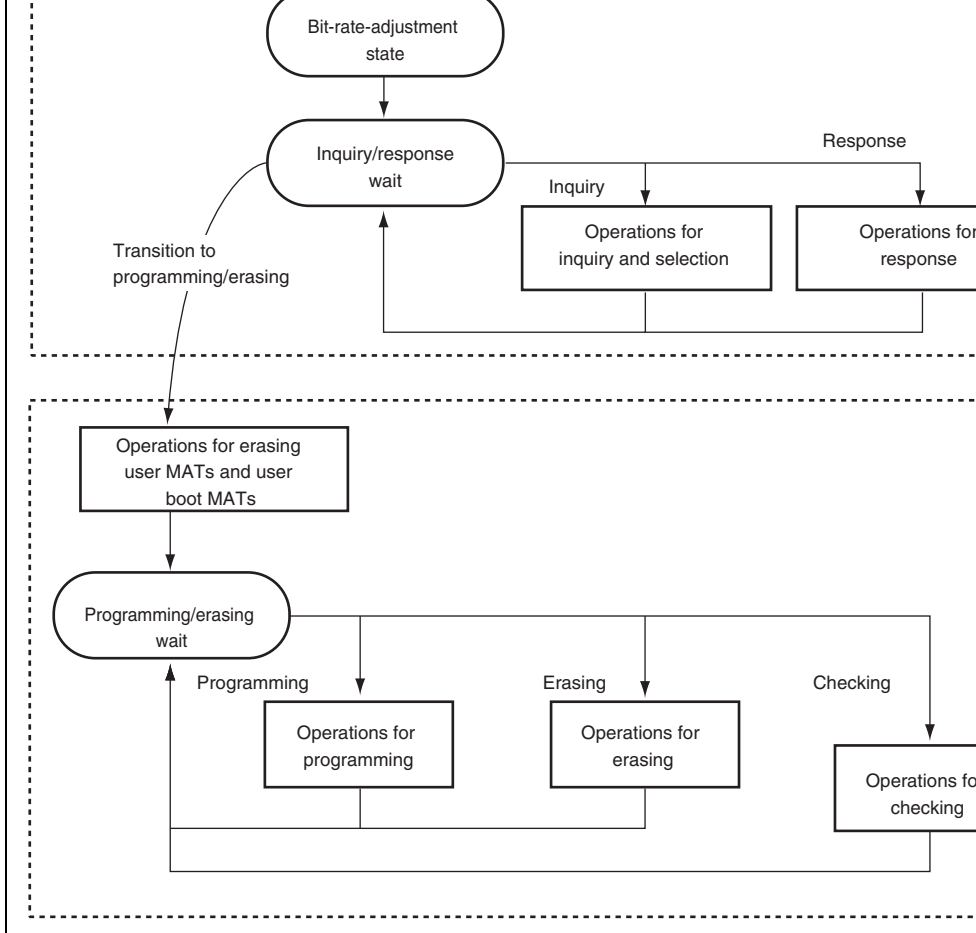 Bit-rate-adjustment
state
Inquiry/response
wait
Response
Inquiry
Operations for
inquiry and selection
Operations for
response
Transition to
programming/erasing
Operations for erasing
user MATs and user
boot MATs
Programming/erasing
wait
Programming
Erasing
Checking
Operations for
programming
Operations for
erasing
Operations fo
checking